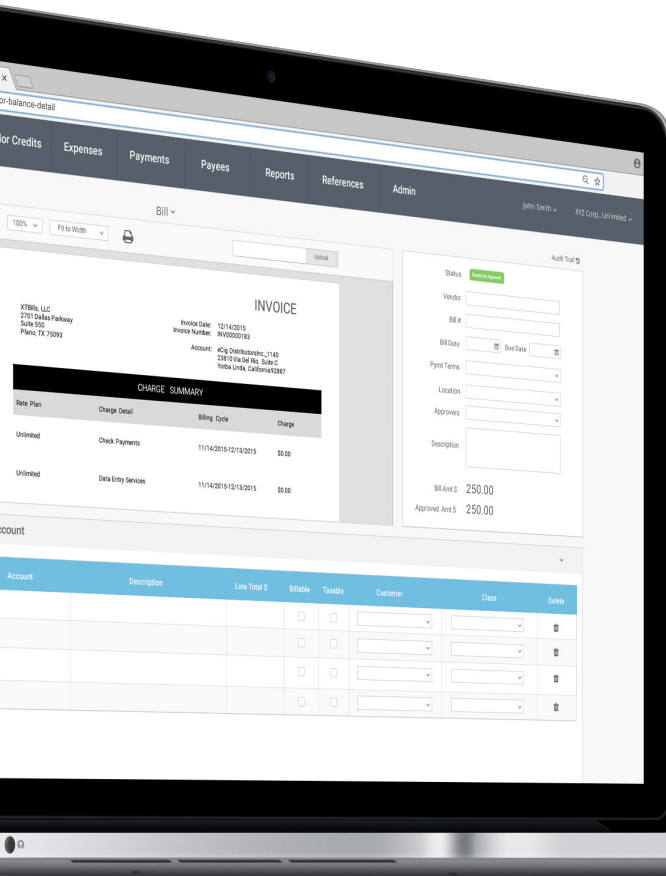 or-balance-detail
dor Credits Expenses Payments Payees Reports References Admin
John Smith XYZ Corp., Unlimited
Bill
Audit Trail
100% Fit to Width Upload
Status Ready for Approval
Vendor
Bill #
Bill Date Due Date
Pymt Terms
Location
Approvers
Description
Bill Amt $ 250.00
Approved Amt $ 250.00
INVOICE
XTBills, LLC
2701 Dallas Parkway
Suite 550
Plano, TX 75093
Invoice Date: 12/14/2015
Invoice Number: INV00000183
Account: eCig DistributorsInc._1140
23810 Via Del Rio, Suite C
Yorba Linda, California 92887
CHARGE SUMMARY
Rate Plan Charge Detail Billing Cycle Charge
Unlimited Check Payments 11/14/2015-12/13/2015 $0.00
Unlimited Data Entry Services 11/14/2015-12/13/2015 $0.00
ccount
Account Description Line Total $ Billable Taxable Customer Class Delete